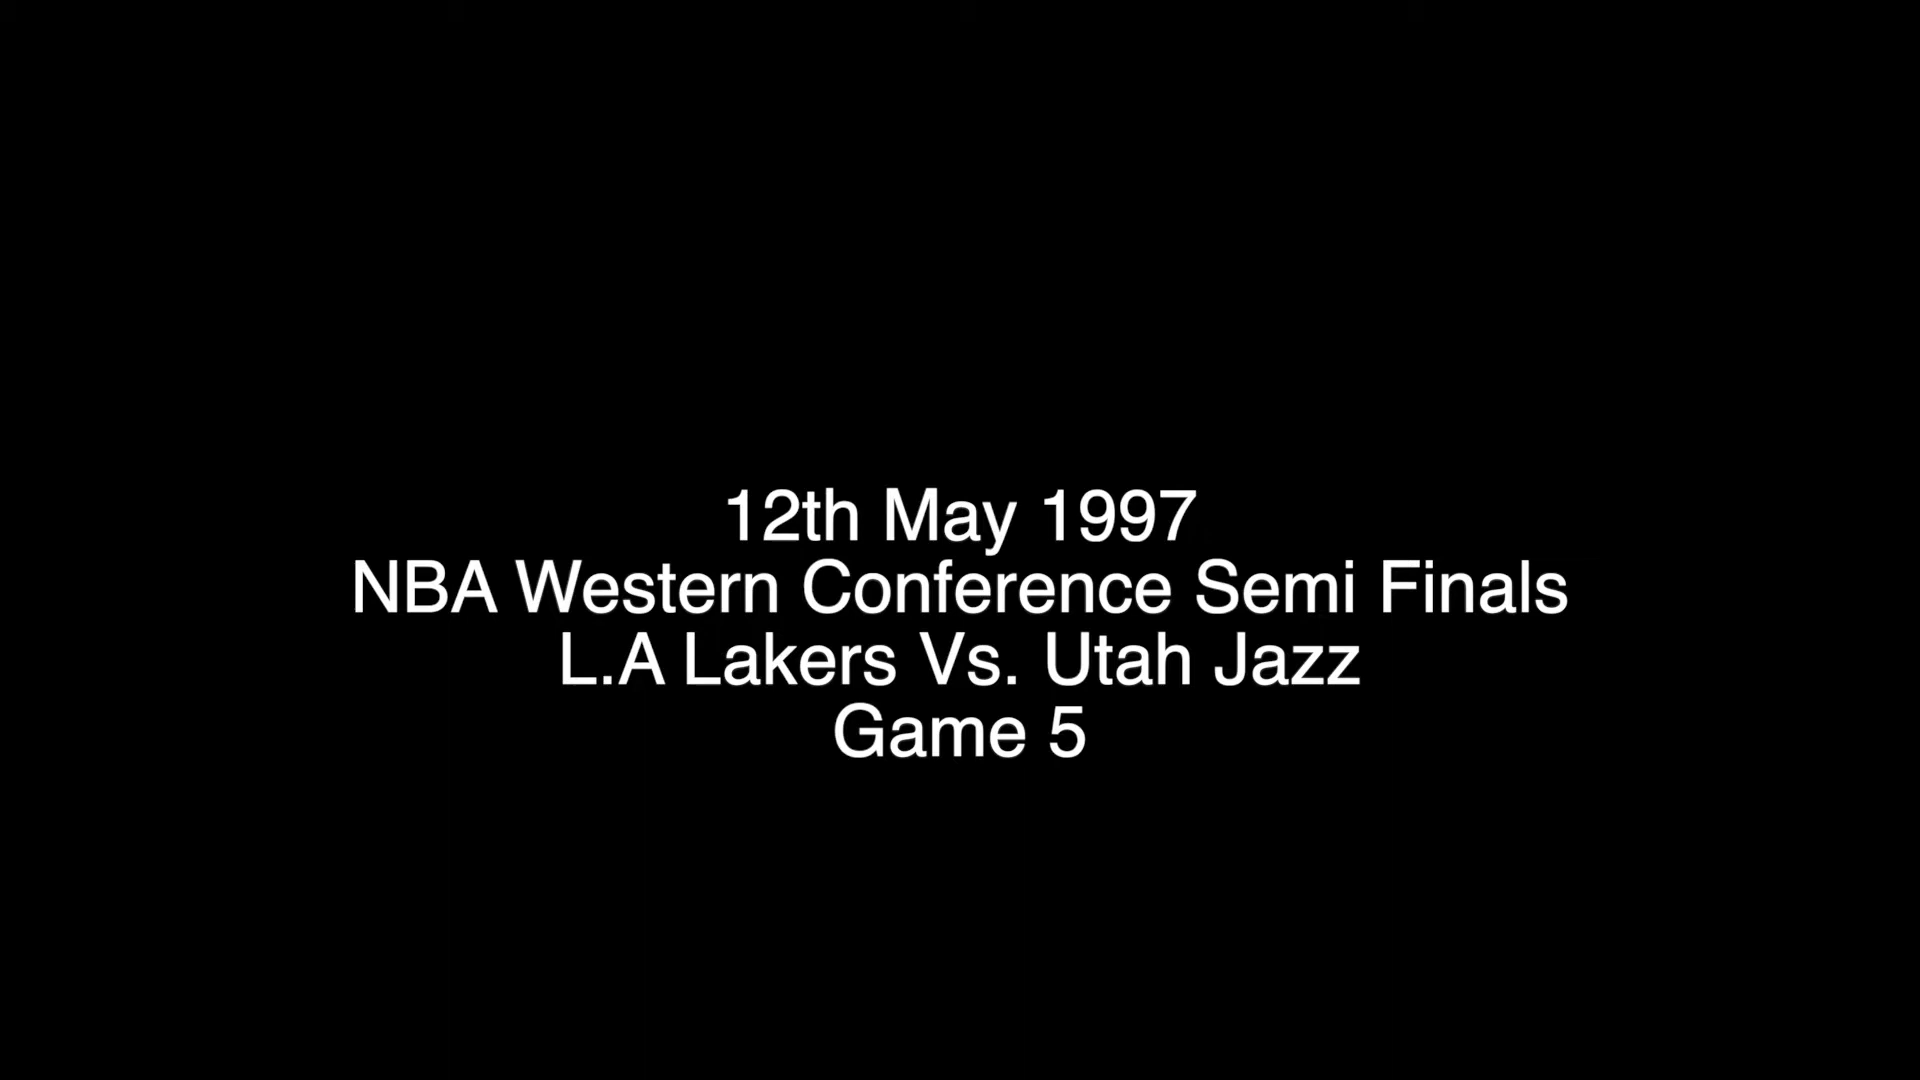 12th May 1997
NBA Western Conference Semi Finals
L.A Lakers Vs. Utah Jazz
Game 5